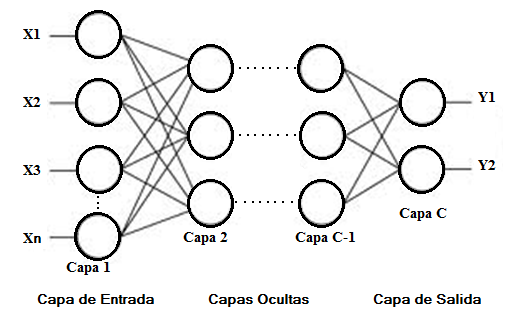 X1
X2
X3
Xn
Y1
Y2
Capa 1
Capa 2
Capa C-1
Capa C
Capa de Entrada
Capas Ocultas
Capa de Salida